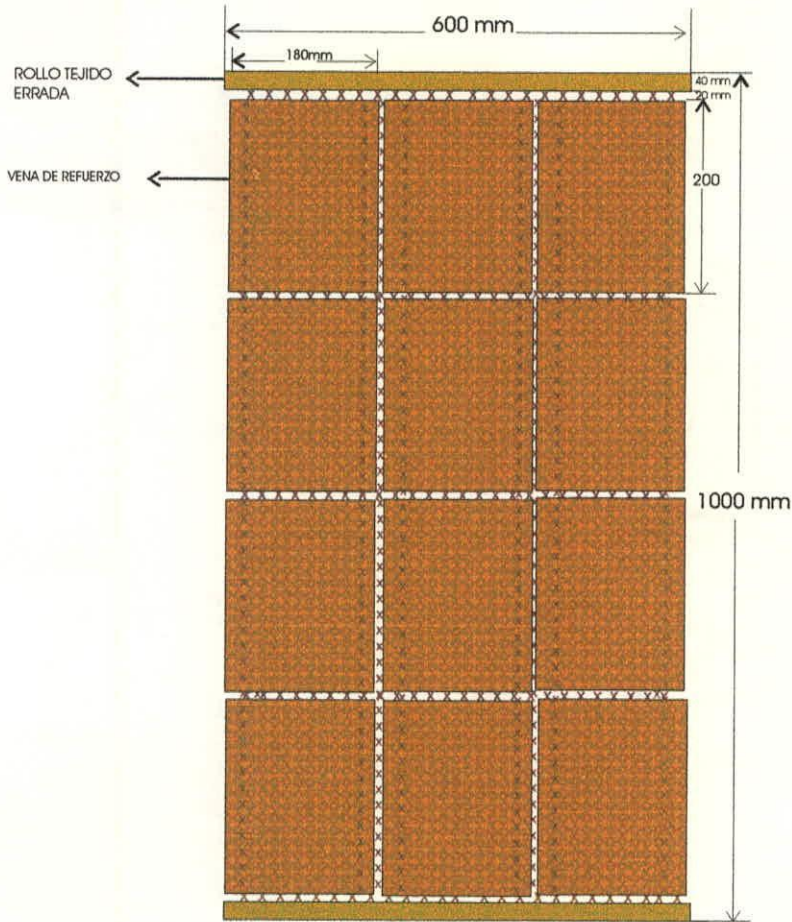 600 mm
180mm
ROLLO TEJIDO
ERRADA
40 mm
20 mm
VENA DE REFUERZO
200
1000 mm